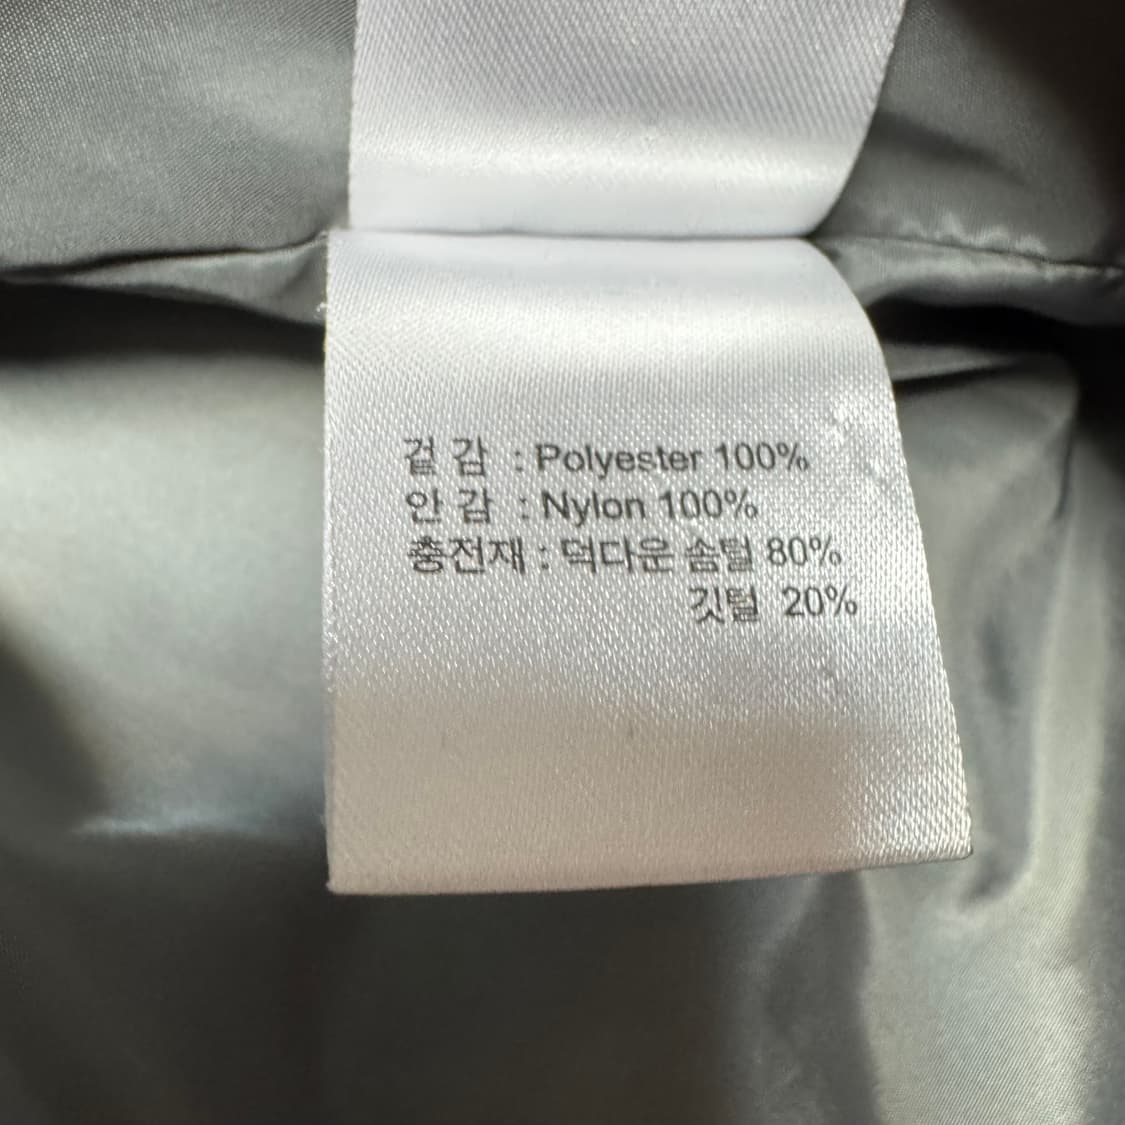 겉 감 : Polyester 100%
안 감 : Nylon 100%
충전재 : 덕다운 솜털 80%
깃털 20%